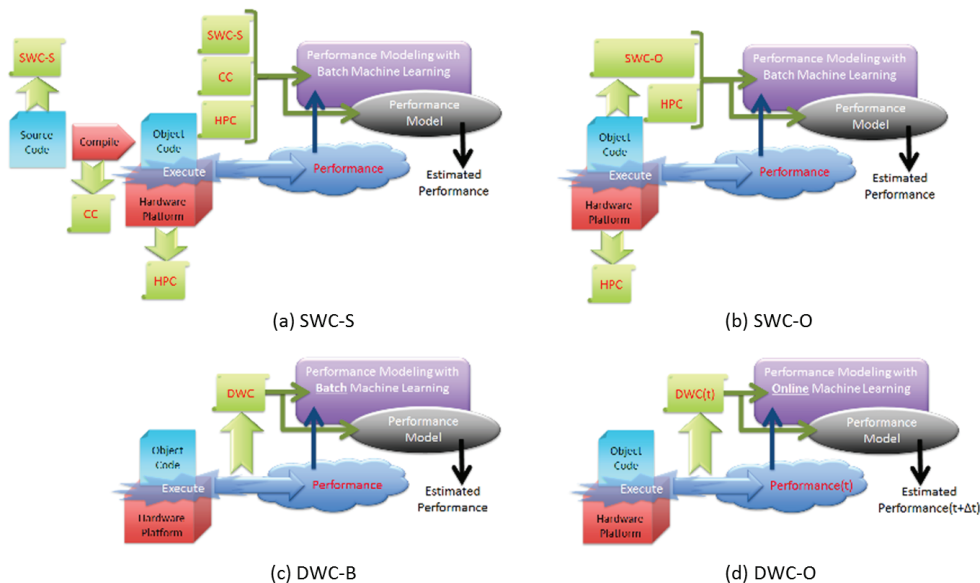 SWC-S
Source
Code
Compile
CC
Object
Code
Execute
Hardware
Platform
HPC
SWC-S
CC
HPC
Performance Modeling with
Batch Machine Learning
Performance
Model
Performance
Estimated
Performance
(a) SWC-S
SWC-O
HPC
Object
Code
Execute
Hardware
Platform
HPC
Performance Modeling with
Batch Machine Learning
Performance
Model
Performance
Estimated
Performance
(b) SWC-O
DWC
Object
Code
Execute
Hardware
Platform
Performance Modeling with
Batch Machine Learning
Performance
Model
Performance
Estimated
Performance
(c) DWC-B
DWC(t)
Object
Code
Execute
Hardware
Platform
Performance Modeling with
Online Machine Learning
Performance
Model
Performance(t)
Estimated
Performance(t+Δt)
(d) DWC-O